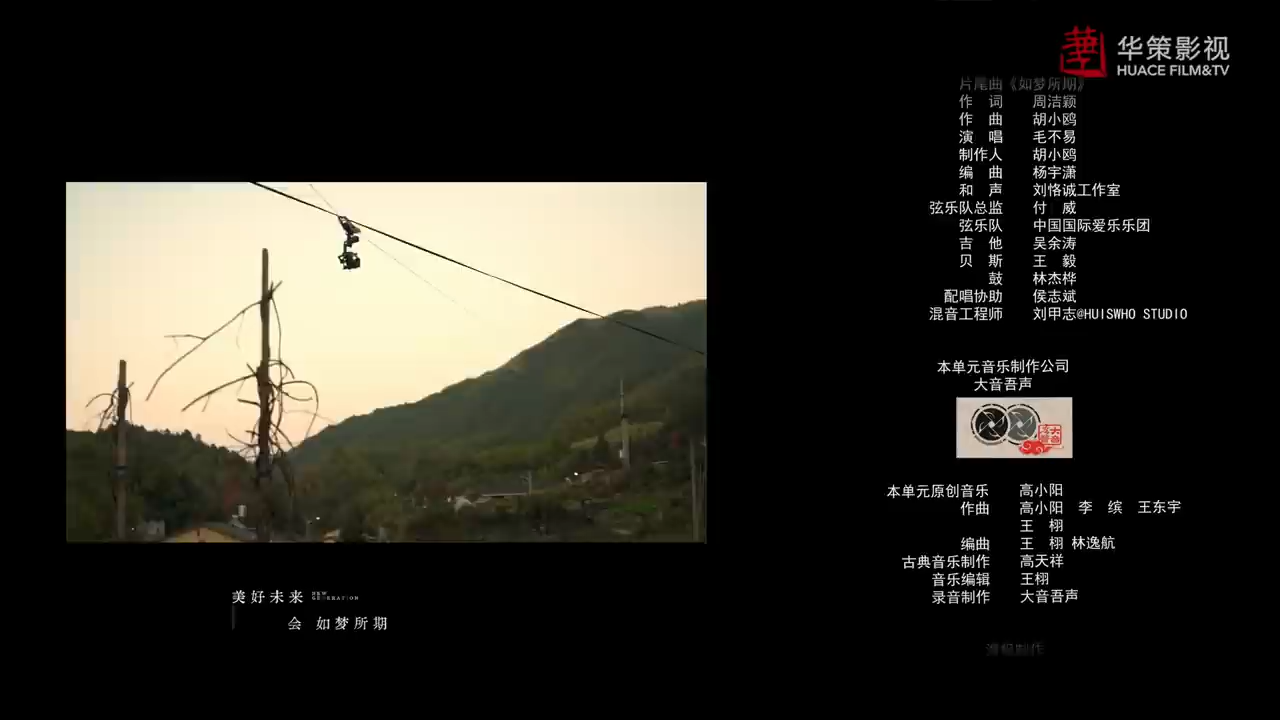 华策影视
HUACE FILM&TV
片尾曲《如梦所期》
作 词 周洁颖
作 曲 胡小鸥
演 唱 毛不易
制作人 胡小鸥
编 曲 杨宇潇
和 声 刘恪诚工作室
弦乐队总监 付 威
弦乐队 中国国际爱乐乐团
吉 他 吴余涛
贝 斯 王 毅
鼓 林杰桦
配唱协助 侯志斌
混音工程师 刘甲志@HUISWHO STUDIO
本单元音乐制作公司
大音吾声
本单元原创音乐 高小阳
作曲 高小阳 李 缤 王东宇
王 栩
编曲 王 栩 林逸航
古典音乐制作 高天祥
音乐编辑 王栩
录音制作 大音吾声
美好未来 NEW GENERATION
会 如梦所期